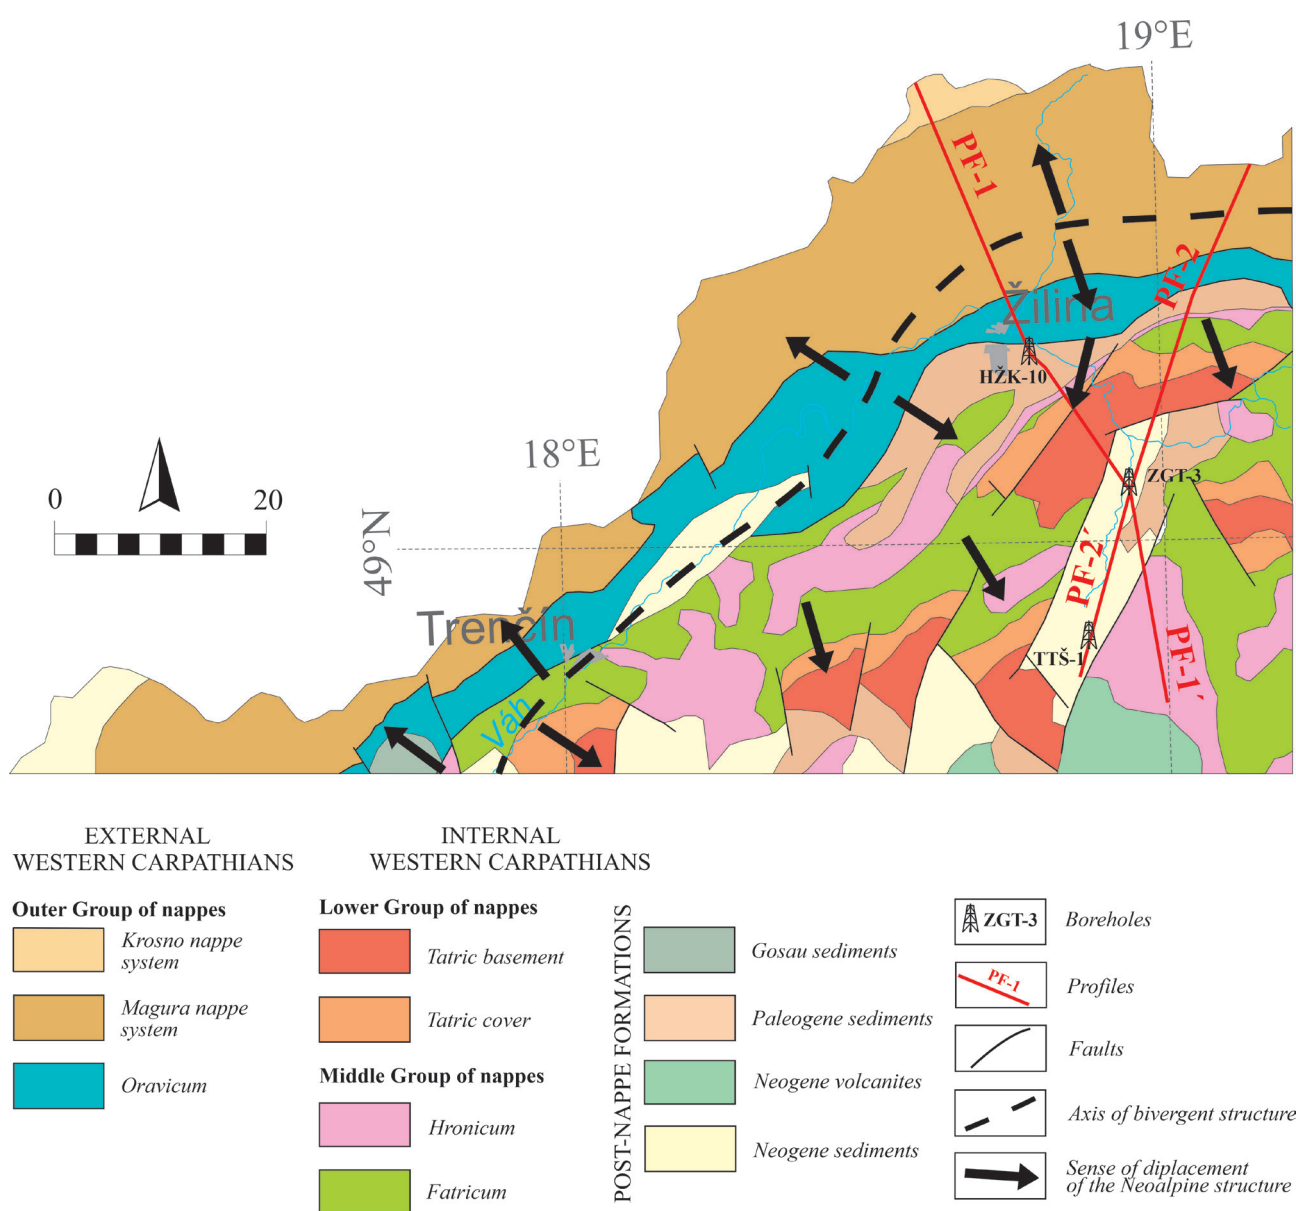 19°E
PF-1
PF-2
Žilina
HŽK-10
18°E
ZGT-3
0 20
49°N
PF-2´
Trenčín
TTŠ-1
PF-1´
Váh
EXTERNAL
WESTERN CARPATHIANS
Outer Group of nappes
Krosno nappe
system
Magura nappe
system
Oravicum
INTERNAL
WESTERN CARPATHIANS
Lower Group of nappes
Tatric basement
Tatric cover
Middle Group of nappes
Hronicum
Fatricum
POST-NAPPE FORMATIONS
Gosau sediments
Paleogene sediments
Neogene volcanites
Neogene sediments
ZGT-3 Boreholes
PF-1 Profiles
Faults
Axis of bivergent structure
Sense of diplacement
of the Neoalpine structure